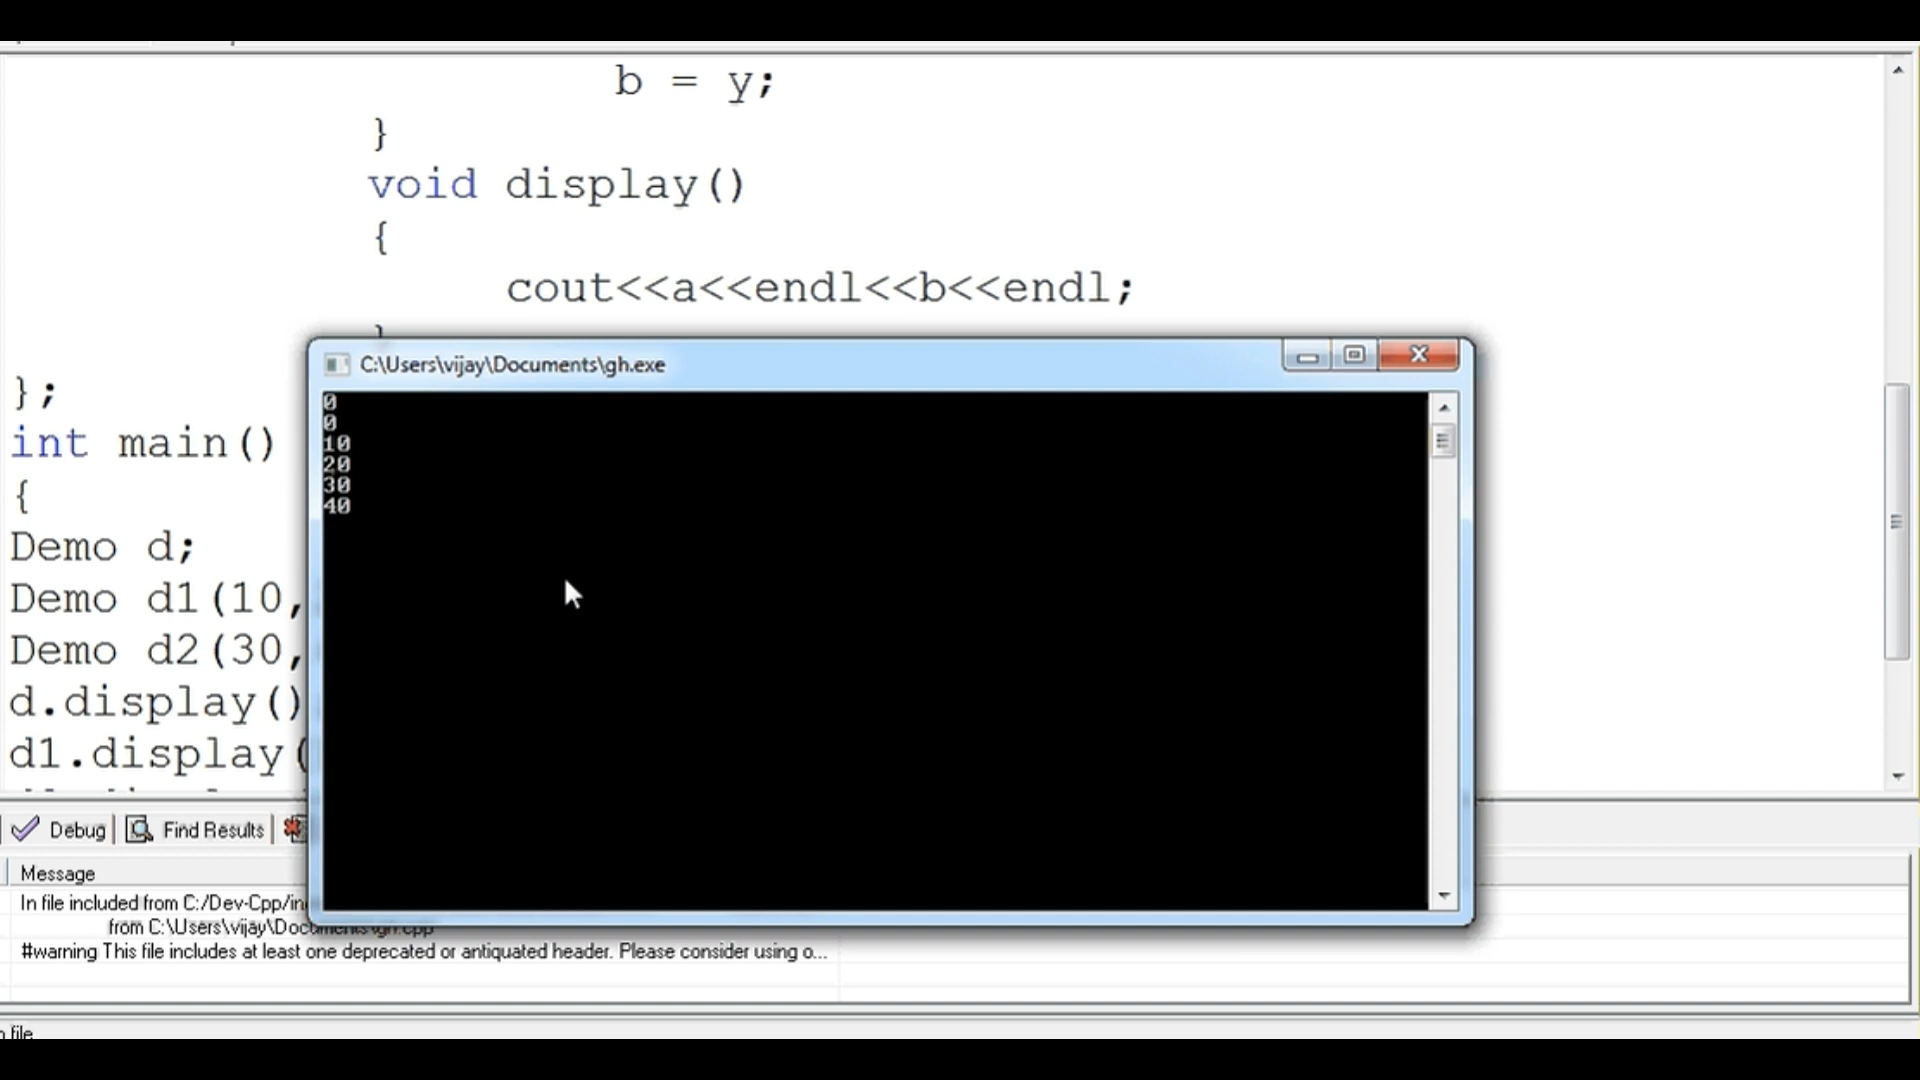 b = y;
}
void display()
{
cout<<a<<endl<<b<<endl;
};
int main()
{
Demo d;
Demo d1(10,
Demo d2(30,
d.display()
d1.display(
C:\Users\vijay\Documents\gh.exe
0
0
10
20
30
40
Debug
Find Results
Message
In file included from C:/Dev-Cpp/in
from C:\Users\vijay\Documents\gh.cpp
#warning This file includes at least one deprecated or antiquated header. Please consider using o...
file